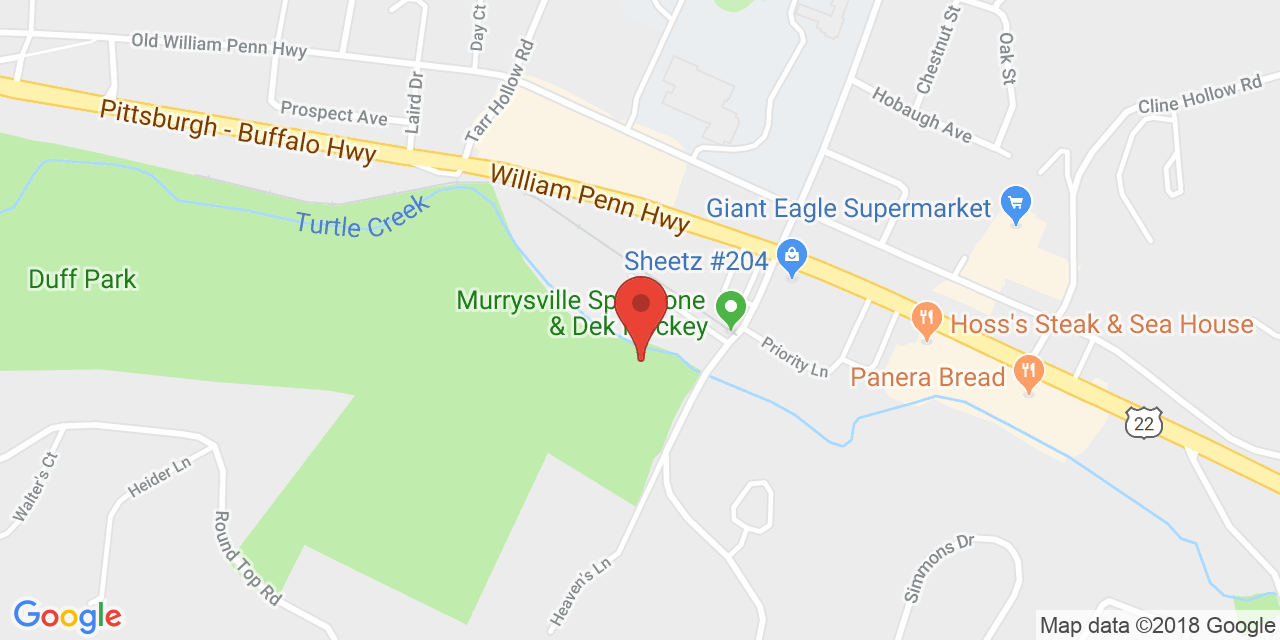 Old William Penn Hwy
Day Ct
Chestnut St
Oak St
Prospect Ave
Laird Dr
Tarr Hollow Rd
Hobaugh Ave
Cline Hollow Rd
Pittsburgh - Buffalo Hwy
William Penn Hwy
Turtle Creek
Giant Eagle Supermarket
Sheetz #204
Duff Park
Murrysville
& Dek
Hoss's Steak & Sea House
Priority Ln
Panera Bread
22
Walter's Ct
Heider Ln
Round Top Rd
Heaven's Ln
Simmons Dr
Google
Map data ©2018 Google